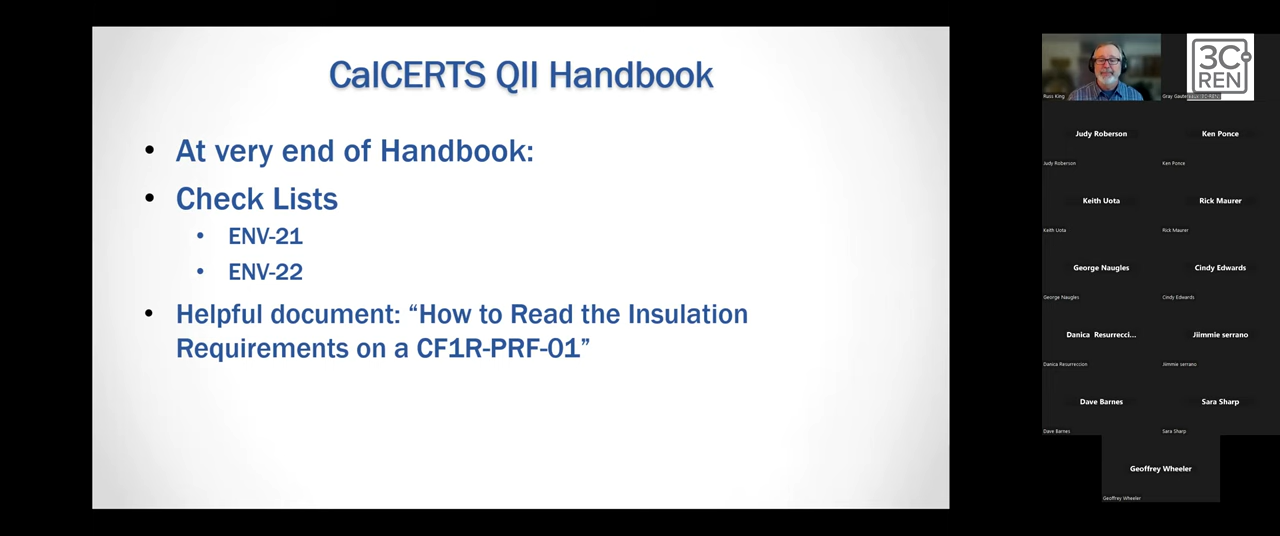 CalCERTS QII Handbook
• At very end of Handbook:
• Check Lists
• ENV-21
• ENV-22
• Helpful document: “How to Read the Insulation
Requirements on a CF1R-PRF-01”
Russ King
3C
REN
Judy Roberson
Judy Roberson
Ken Ponce
Ken Ponce
Keith Uota
Keith Uota
Rick Maurer
Rick Maurer
George Naugles
George Naugles
Cindy Edwards
Cindy Edwards
Danica Resurrecci...
Danica Resurreccion
Jiimmie serrano
Jiimmie serrano
Dave Barnes
Dave Barnes
Sara Sharp
Sara Sharp
Geoffrey Wheeler
Geoffrey Wheeler